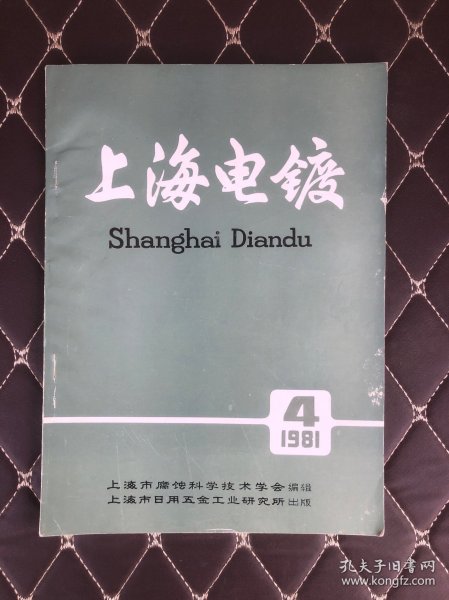 上海电镀
Shanghai Diandu
4
1981
上海市腐蚀科学技术学会编辑
上海市日用五金工业研究所出版
孔夫子旧书网
www.kongfz.com